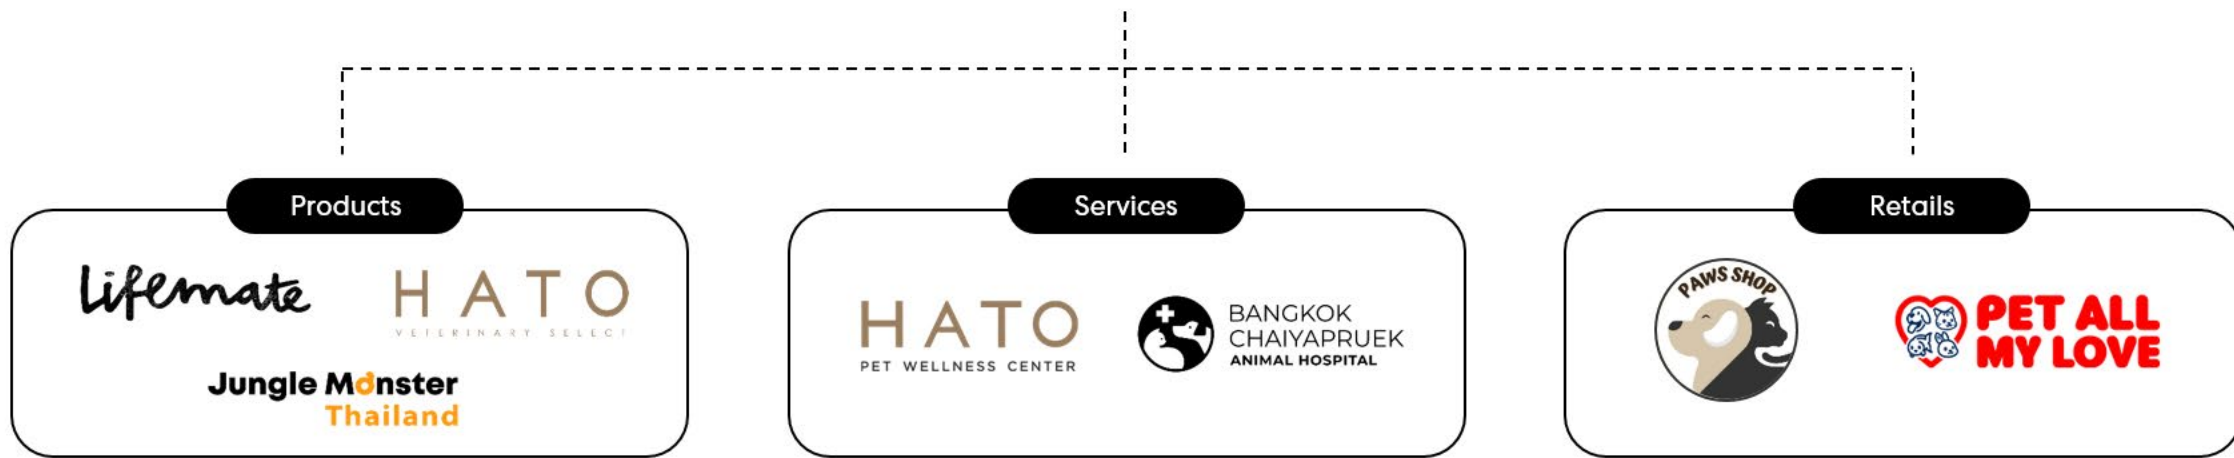 Products
Lifemate
HATO
VETERINARY SELECT
Jungle Monster
Thailand
Services
HATO
PET WELLNESS CENTER
BANGKOK
CHAIYAPRUEK
ANIMAL HOSPITAL
Retails
PAWS SHOP
PET ALL
MY LOVE